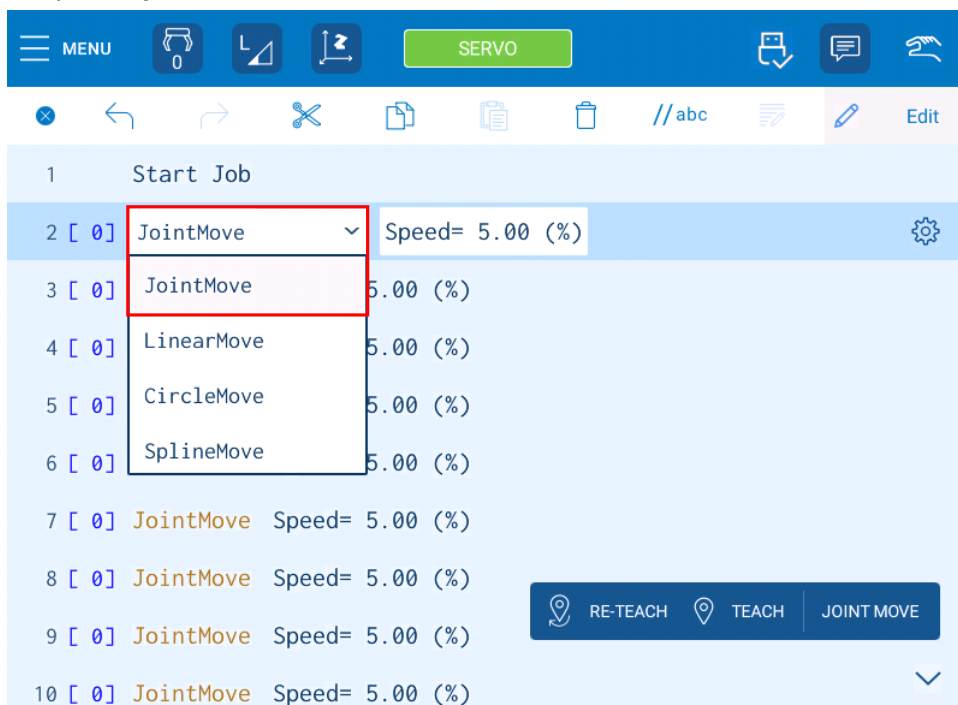 MENU 0 L SERVO
//abc Edit
1 Start Job
2 [ 0] JointMove Speed= 5.00 (%)
3 [ 0] JointMove 5.00 (%)
4 [ 0] LinearMove 5.00 (%)
5 [ 0] CircleMove 5.00 (%)
6 [ 0] SplineMove 5.00 (%)
7 [ 0] JointMove Speed= 5.00 (%)
8 [ 0] JointMove Speed= 5.00 (%)
RE-TEACH TEACH JOINT MOVE
9 [ 0] JointMove Speed= 5.00 (%)
10 [ 0] JointMove Speed= 5.00 (%)